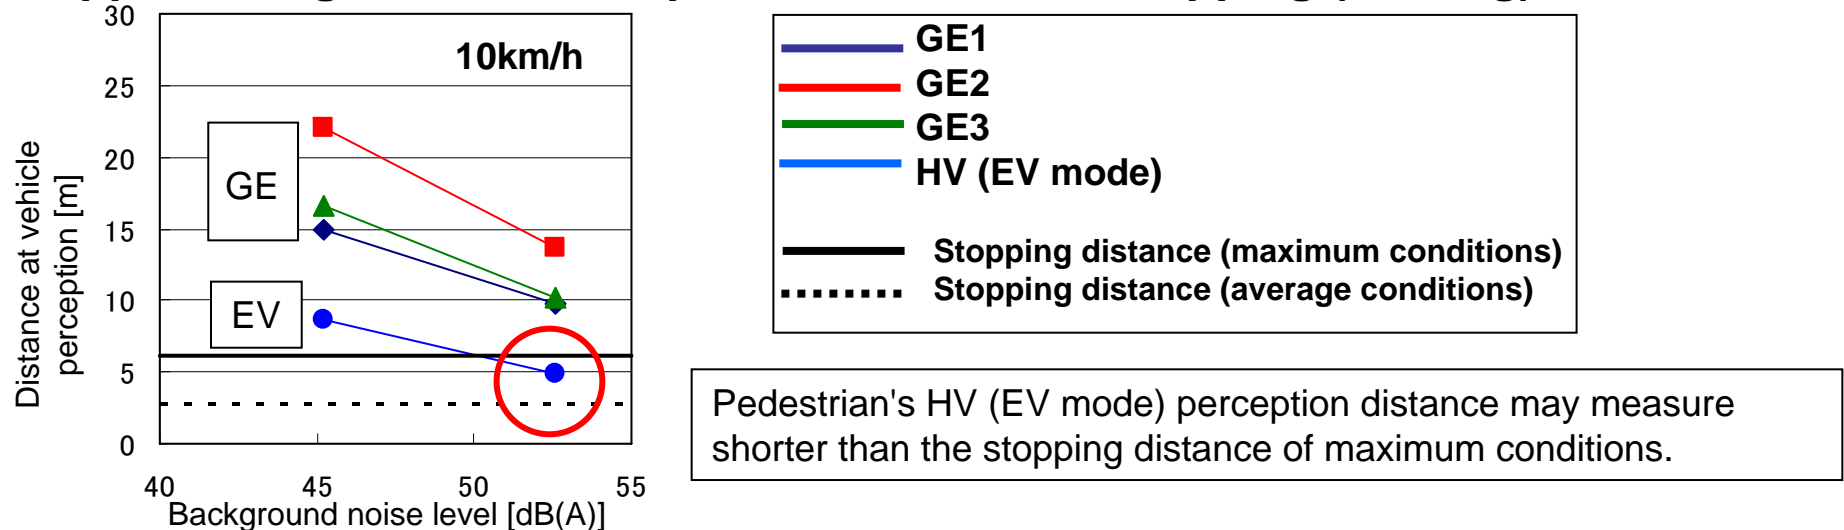 30
25
20
15
10
5
0
10km/h
GE
EV
40
45
50
55
Distance at vehicle
perception [m]
Background noise level [dB(A)]
GE1
GE2
GE3
HV (EV mode)
Stopping distance (maximum conditions)
Stopping distance (average conditions)
Pedestrian's HV (EV mode) perception distance may measure
shorter than the stopping distance of maximum conditions.